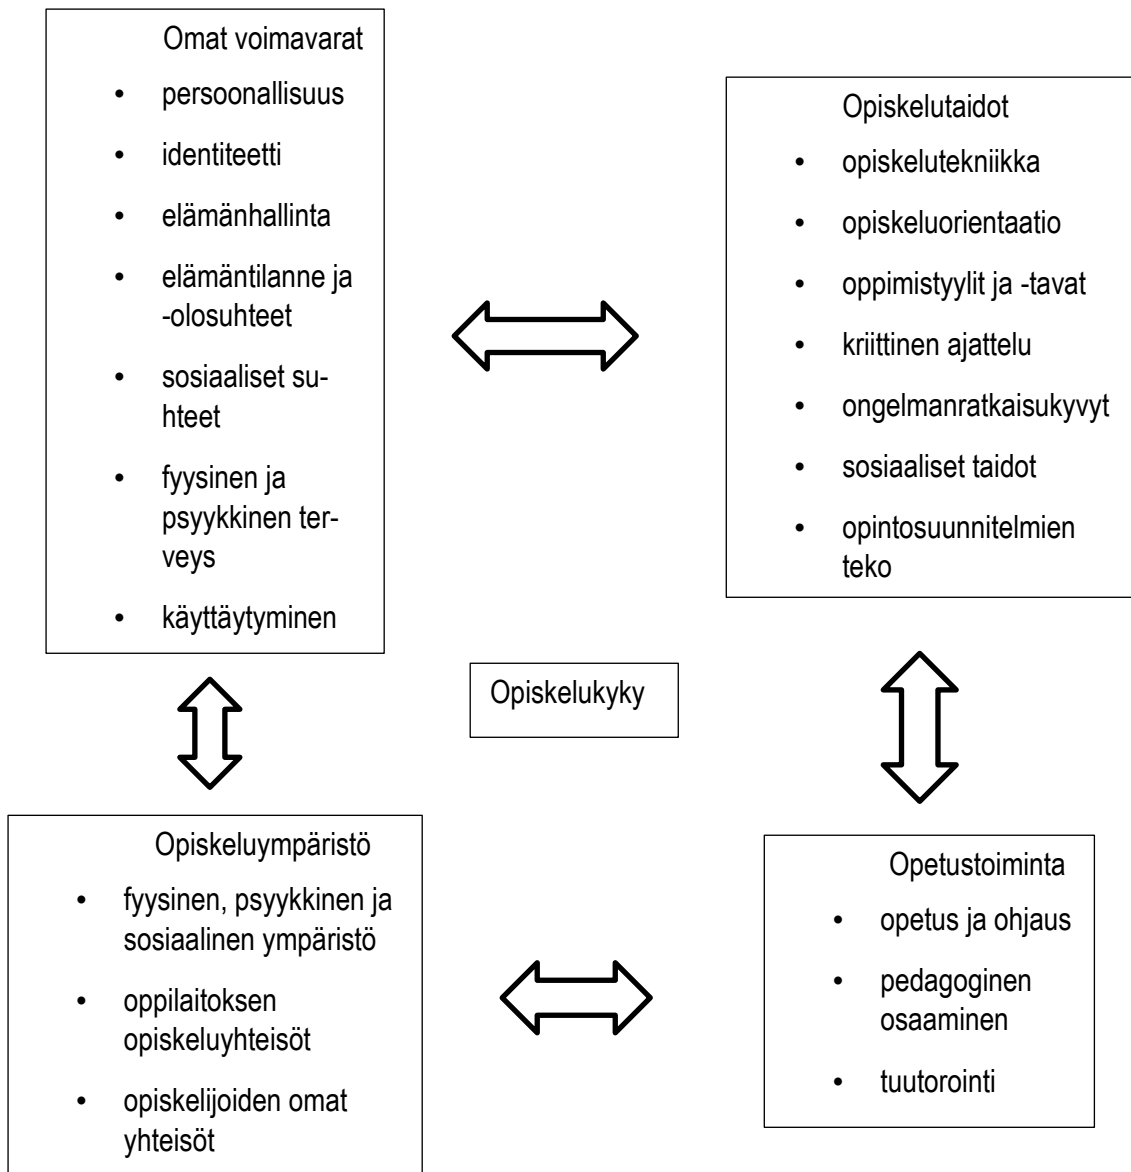 Omat voimavarat
• persoonallisuus
• identiteetti
• elämänhallinta
• elämäntilanne ja
-olosuhteet
• sosiaaliset su-
hteet
• fyysinen ja
psyykkinen ter-
veys
• käyttäytyminen
Opiskelutaidot
• opiskelutekniikka
• opiskeluorientaatio
• oppimistyylit ja -tavat
• kriittinen ajattelu
• ongelmanratkaisukyvyt
• sosiaaliset taidot
• opintosuunnitelmien
teko
Opiskelukyky
Opiskeluympäristö
• fyysinen, psyykkinen ja
sosiaalinen ympäristö
• oppilaitoksen
opiskeluyhteisöt
• opiskelijoiden omat
yhteisöt
Opetustoiminta
• opetus ja ohjaus
• pedagoginen
osaaminen
• tuutorointi